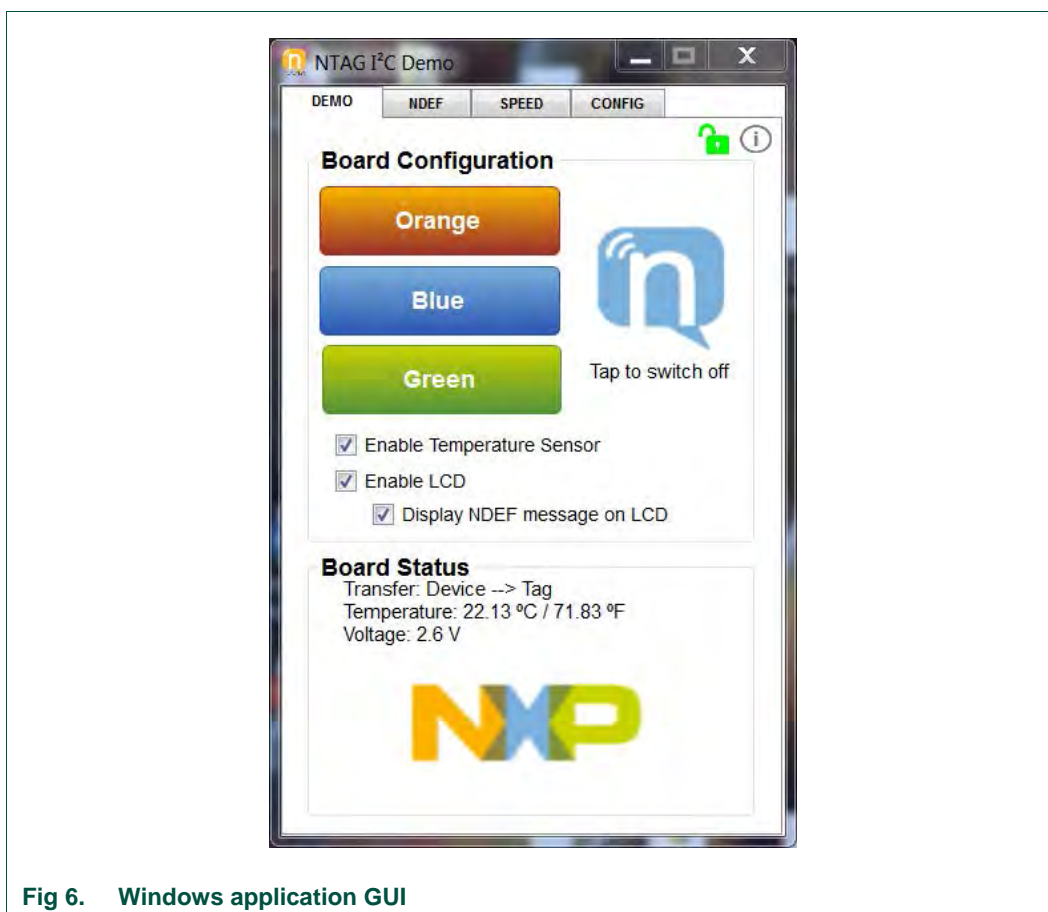 NTAG I²C Demo
DEMO NDEF SPEED CONFIG
Board Configuration
Orange
Blue
Green
Tap to switch off
Enable Temperature Sensor
Enable LCD
Display NDEF message on LCD
Board Status
Transfer: Device --> Tag
Temperature: 22.13 ºC / 71.83 ºF
Voltage: 2.6 V
NXP
Fig 6. Windows application GUI